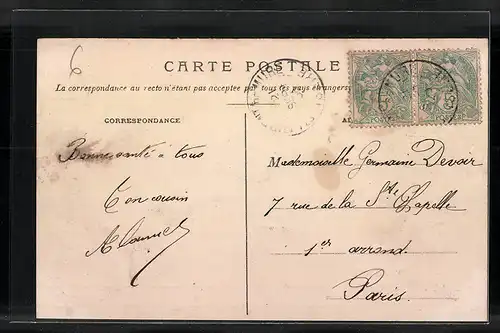 6
CARTE POSTALE
La correspondance au recto n'étant pas acceptée par tous les pays étrangers
CORRESPONDANCE
Bonne santé à tous
Ton cousin
Mademoiselle Germaine Devoir
7 rue de la Ste Chapelle
1er arrond.
Paris.